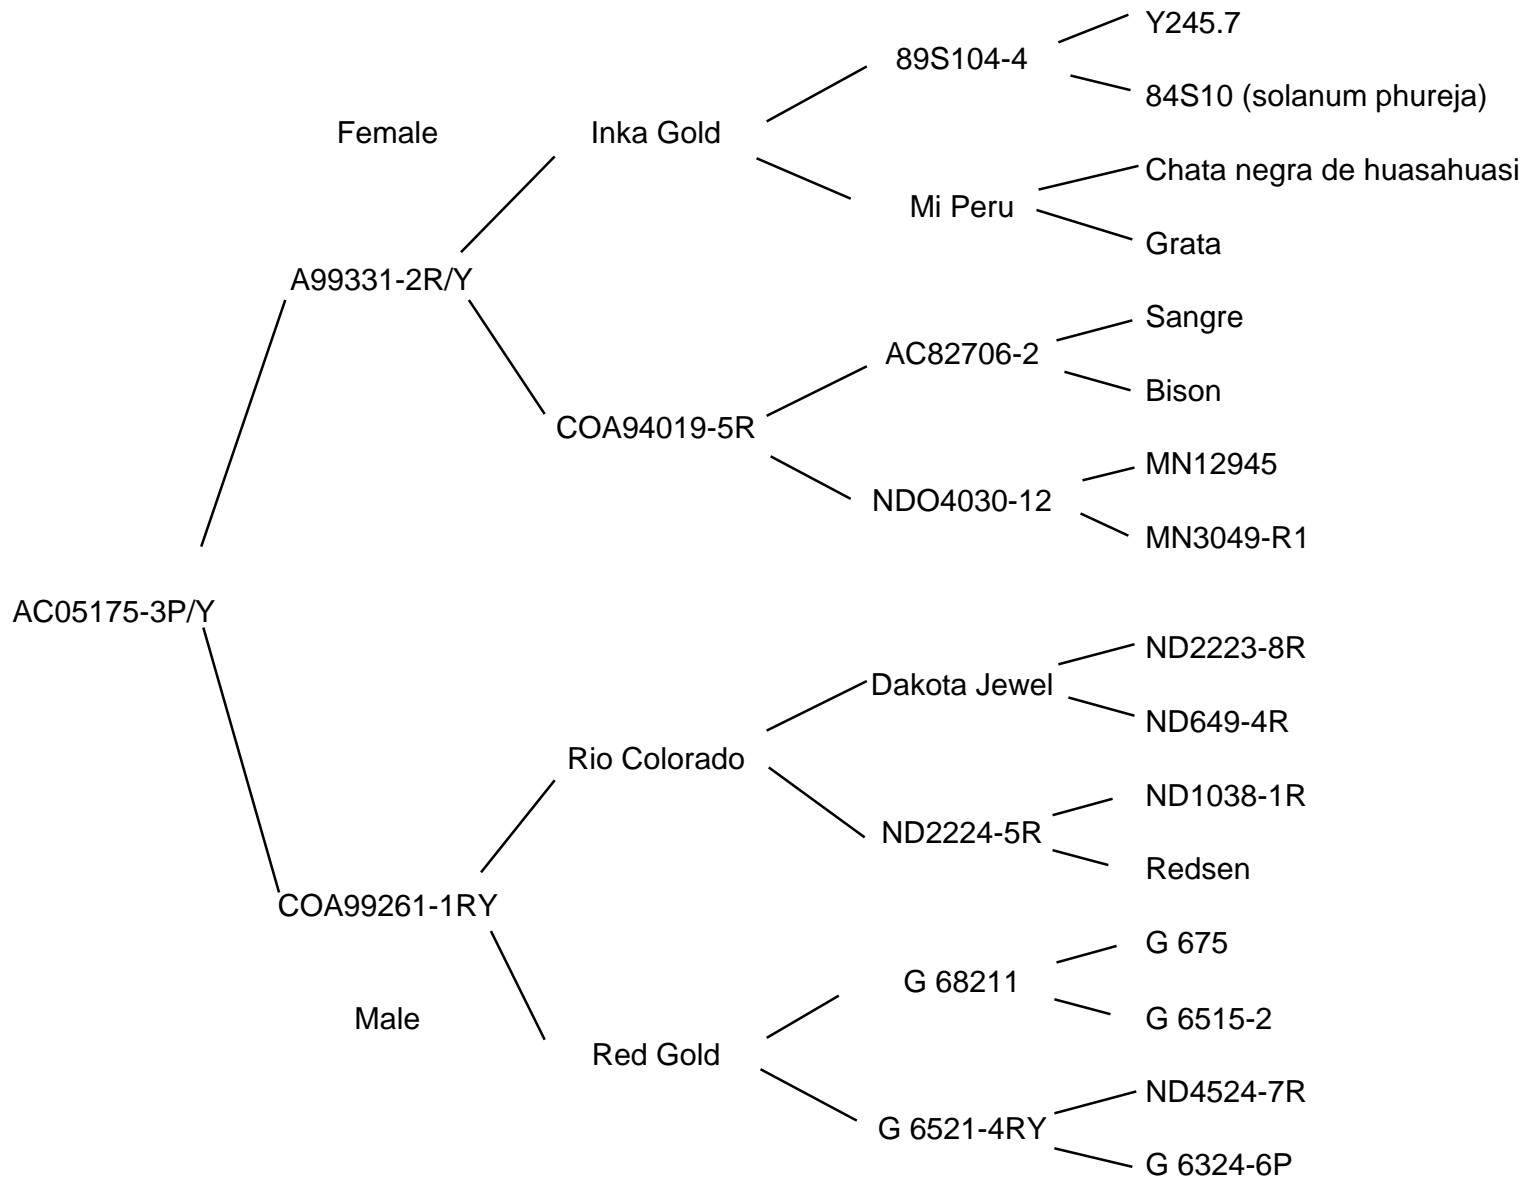 Y245.7
89S104-4
84S10 (solanum phureja)
Female
Inka Gold
Chata negra de huasahuasi
Mi Peru
Grata
A99331-2R/Y
Sangre
AC82706-2
Bison
COA94019-5R
MN12945
NDO4030-12
MN3049-R1
AC05175-3P/Y
ND2223-8R
Dakota Jewel
ND649-4R
Rio Colorado
ND1038-1R
ND2224-5R
Redsen
COA99261-1RY
G 675
G 68211
Male
G 6515-2
Red Gold
ND4524-7R
G 6521-4RY
G 6324-6P